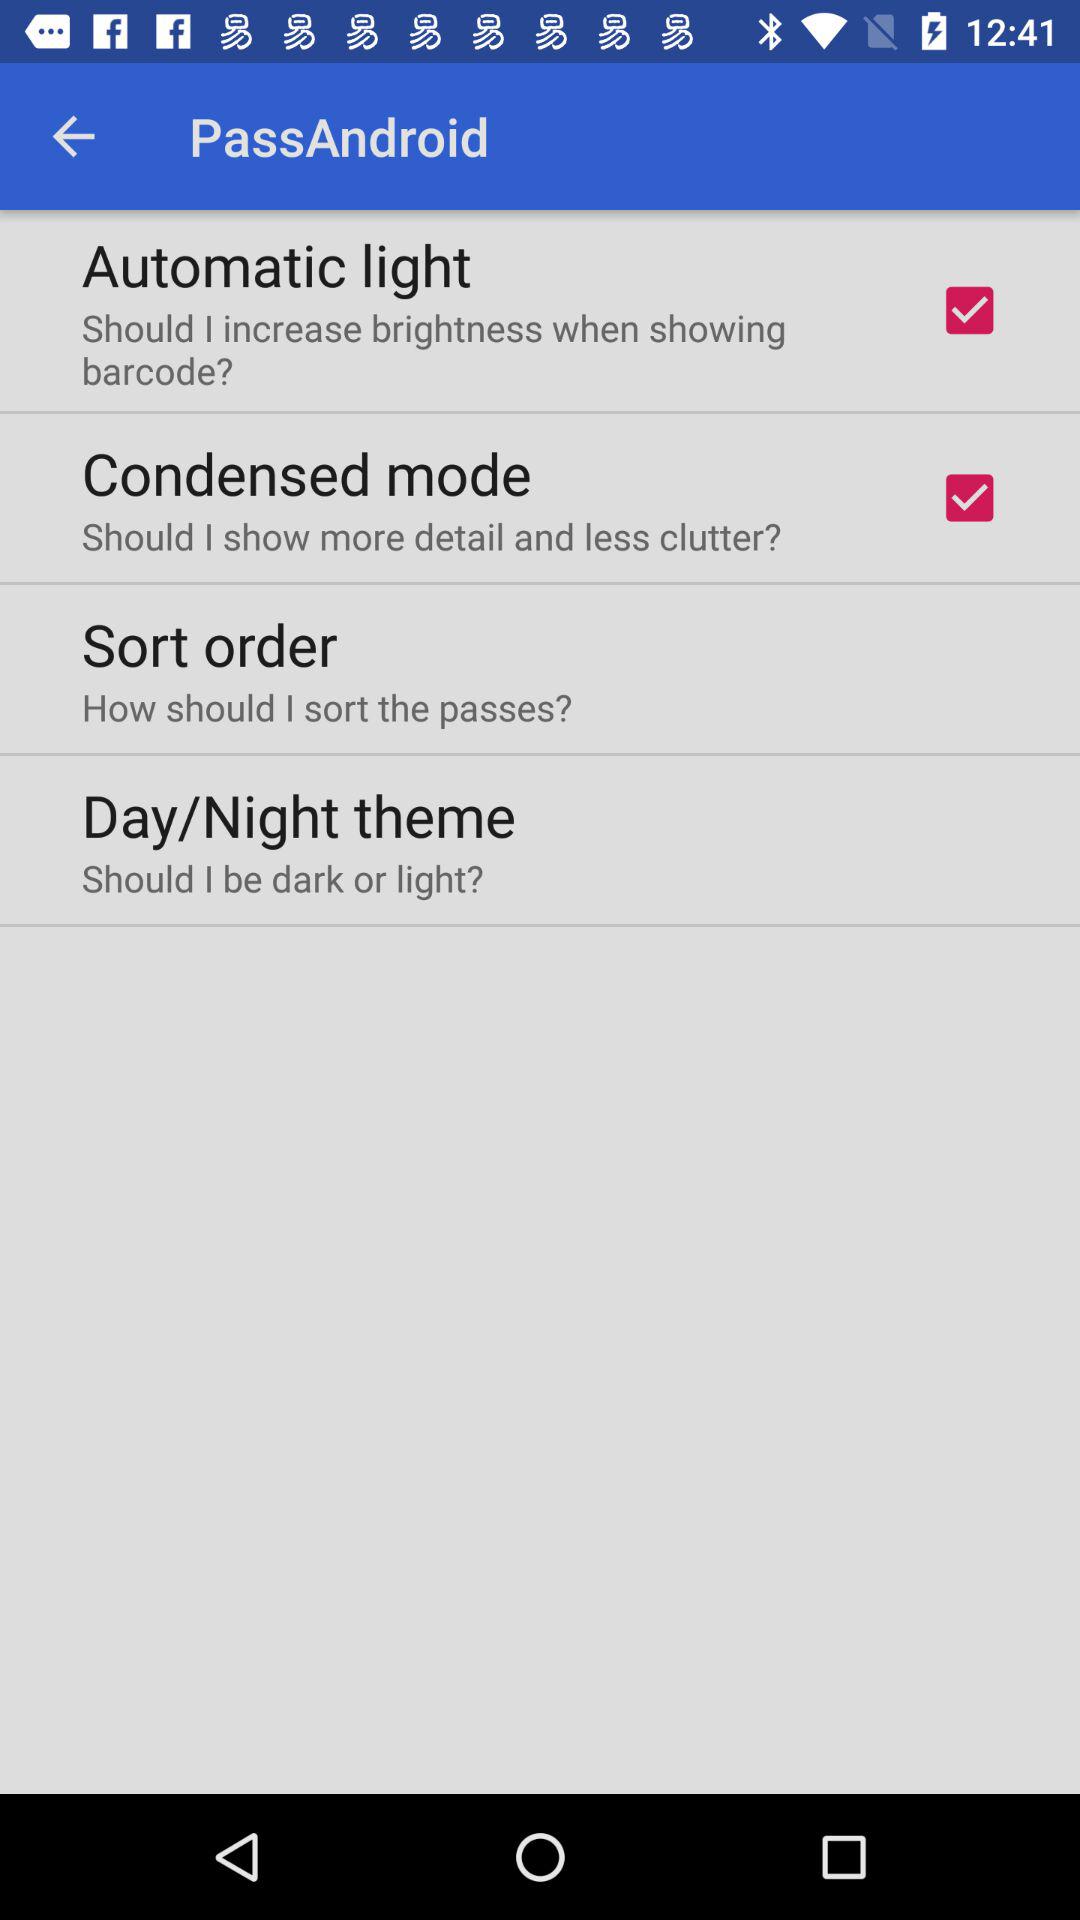 12:41
PassAndroid
Automatic light
Should I increase brightness when showing
barcode?
Condensed mode
Should I show more detail and less clutter?
Sort order
How should I sort the passes?
Day/Night theme
Should I be dark or light?